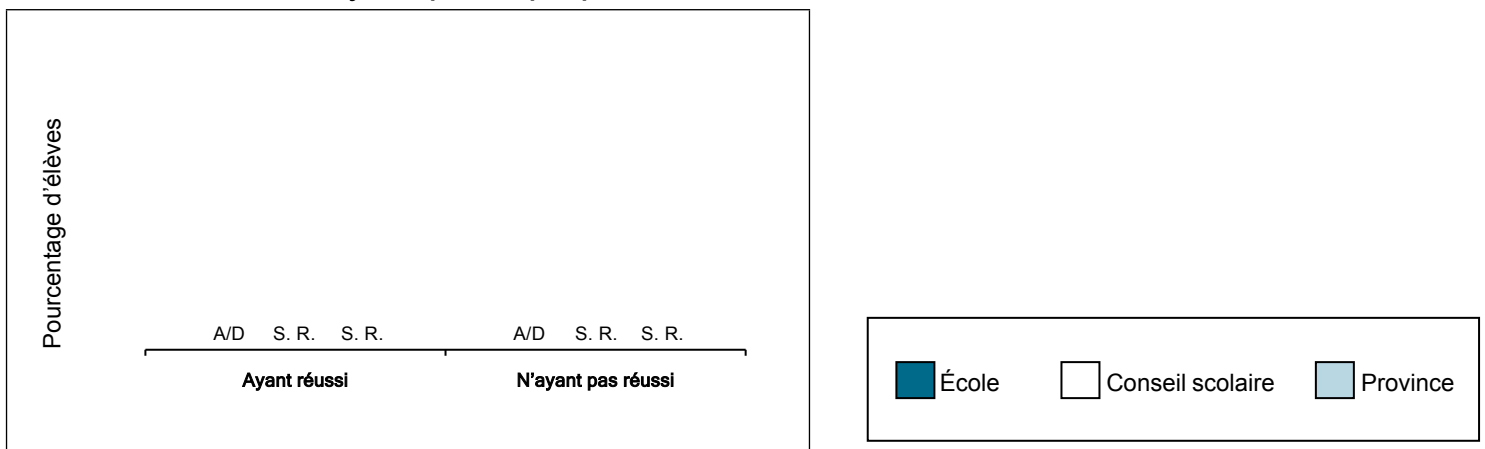 Pourcentage d'élèves
A/D S. R. S. R. A/D S. R. S. R.
Ayant réussi N'ayant pas réussi
École Conseil scolaire Province